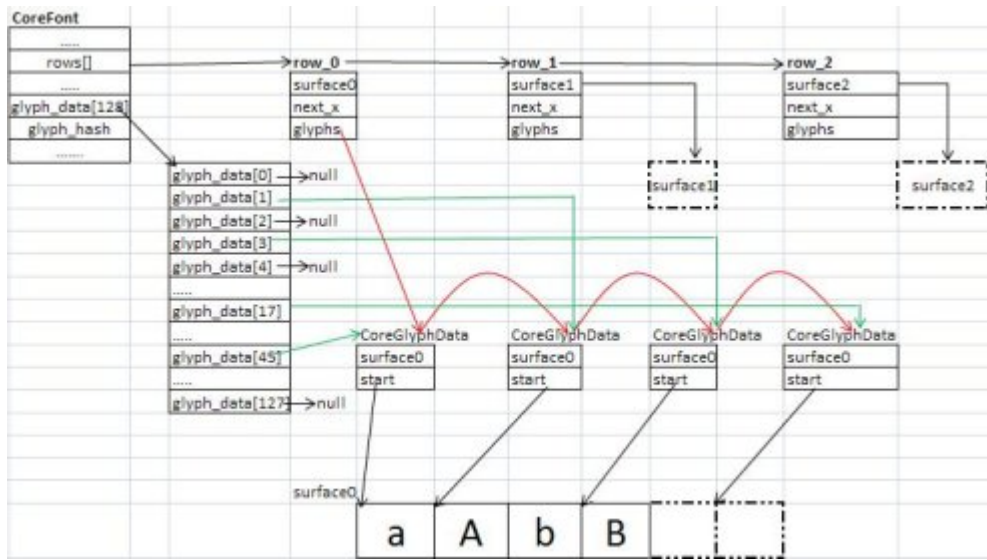 CoreFont
.....
rows[]
.....
glyph_data[128]
glyph_hash
.......
row_0
surface0
next_x
glyphs
row_1
surface1
next_x
glyphs
row_2
surface2
next_x
glyphs
surface1
surface2
glyph_data[0]
null
glyph_data[1]
glyph_data[2]
null
glyph_data[3]
glyph_data[4]
null
.....
glyph_data[17]
.....
glyph_data[45]
.....
glyph_data[127]
null
CoreGlyphData
surface0
start
CoreGlyphData
surface0
start
CoreGlyphData
surface0
start
CoreGlyphData
surface0
start
surface0
a A b B